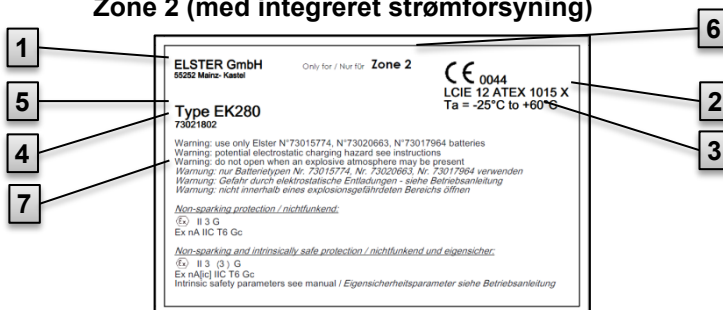 Zone 2 (med integreret strømforsyning)
1
6
ELSTER GmbH
55252 Mainz- Kastel
Only for / Nur für Zone 2
CE 0044
LCIE 12 ATEX 1015 X
Ta = -25°C to +60°C
5
2
Type EK280
73021802
4
3
Warning: use only Elster N°73015774, N°73020663, N°73017964 batteries
Warning: potential electrostatic charging hazard see instructions
Warning: do not open when an explosive atmosphere may be present
Warnung: nur Batterietypen Nr. 73015774, Nr. 73020663, Nr. 73017964 verwenden
Warnung: Gefahr durch elektrostatische Entladungen - siehe Betriebsanleitung
Warnung: nicht innerhalb eines explosionsgefährdeten Bereichs öffnen
7
Non-sparking protection / nichtfunkend:
Ex II 3 G
Ex nA IIC T6 Gc
Non-sparking and intrinsically safe protection / nichtfunkend und eigensicher:
Ex II 3 (3) G
Ex nA[ic] IIC T6 Gc
Intrinsic safety parameters see manual / Eigensicherheitsparameter siehe Betriebsanleitung